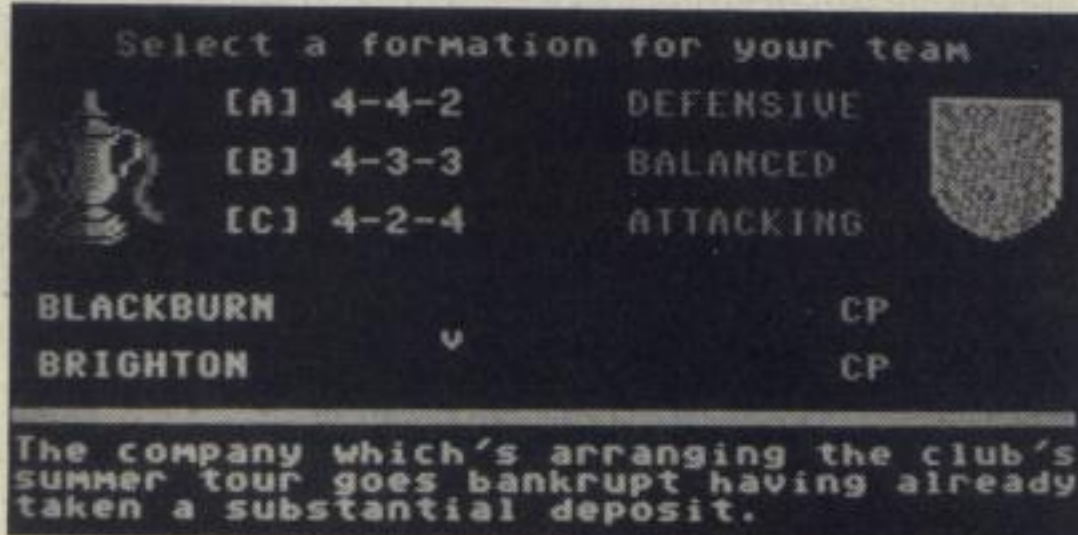 Select a formation for your team
[A] 4-4-2 DEFENSIVE
[B] 4-3-3 BALANCED
[C] 4-2-4 ATTACKING
BLACKBURN CP
v
BRIGHTON CP
The company which's arranging the club's
summer tour goes bankrupt having already
taken a substantial deposit.